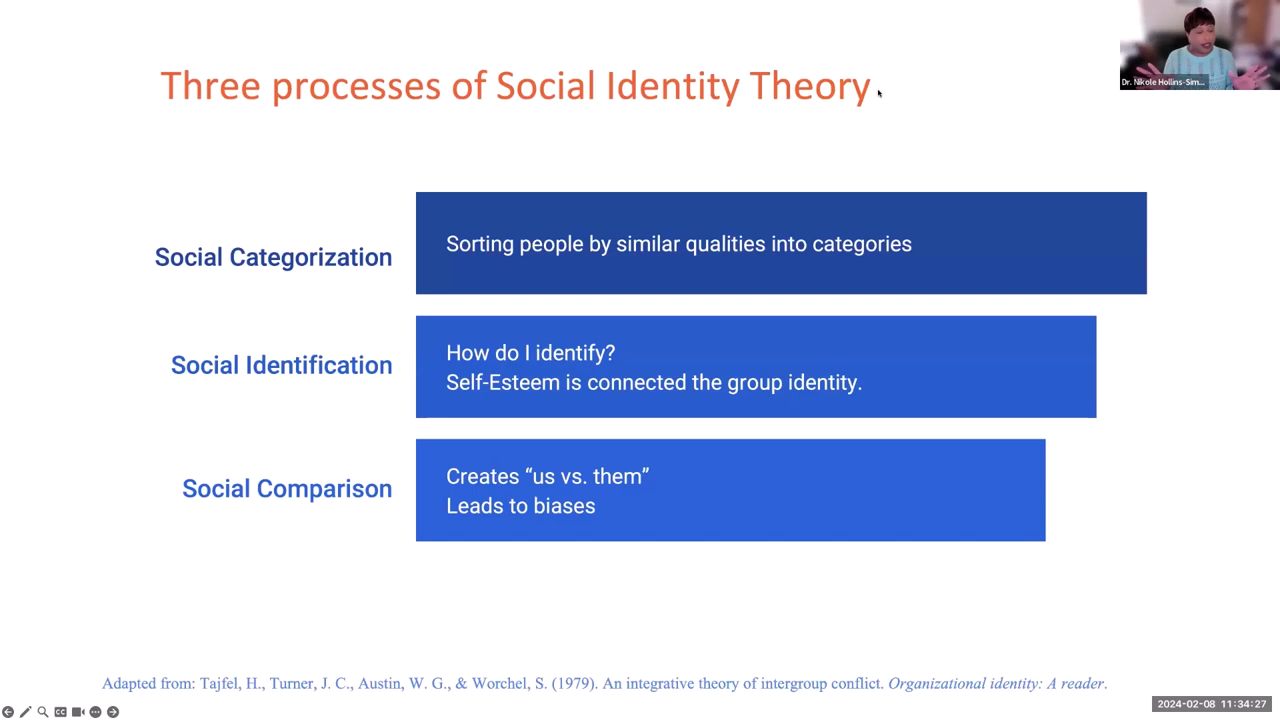 Three processes of Social Identity Theory
Dr. Nikole Hollins-Sim...
Social Categorization
Sorting people by similar qualities into categories
Social Identification
How do I identify?
Self-Esteem is connected the group identity.
Social Comparison
Creates “us vs. them”
Leads to biases
Adapted from: Tajfel, H., Turner, J. C., Austin, W. G., & Worchel, S. (1979). An integrative theory of intergroup conflict. Organizational identity: A reader.
CC
2024-02-08 11:34:27